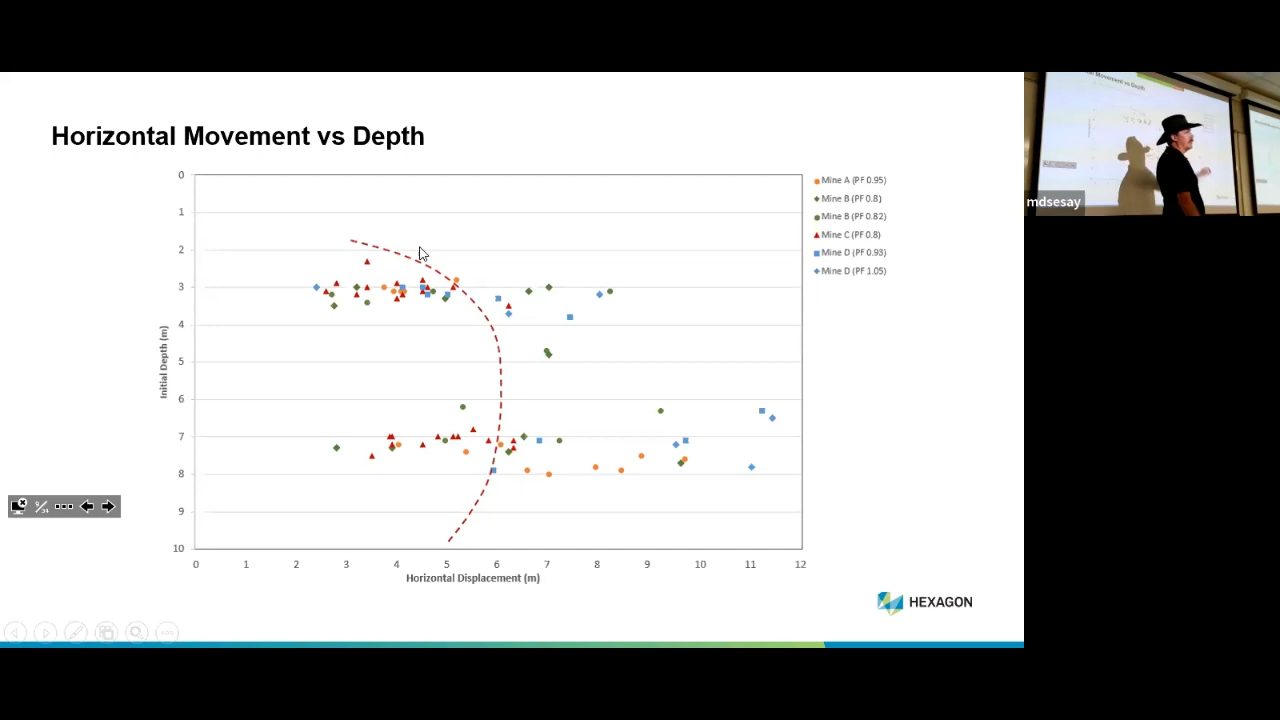 Horizontal Movement vs Depth
0
1
2
3
4
5
6
7
8
9
10
Initial Depth (m)
0 1 2 3 4 5 6 7 8 9 10 11 12
Horizontal Displacement (m)
Mine A (PF 0.95)
Mine B (PF 0.8)
Mine B (PF 0.82)
Mine C (PF 0.8)
Mine D (PF 0.93)
Mine D (PF 1.05)
HEXAGON
mdsesay